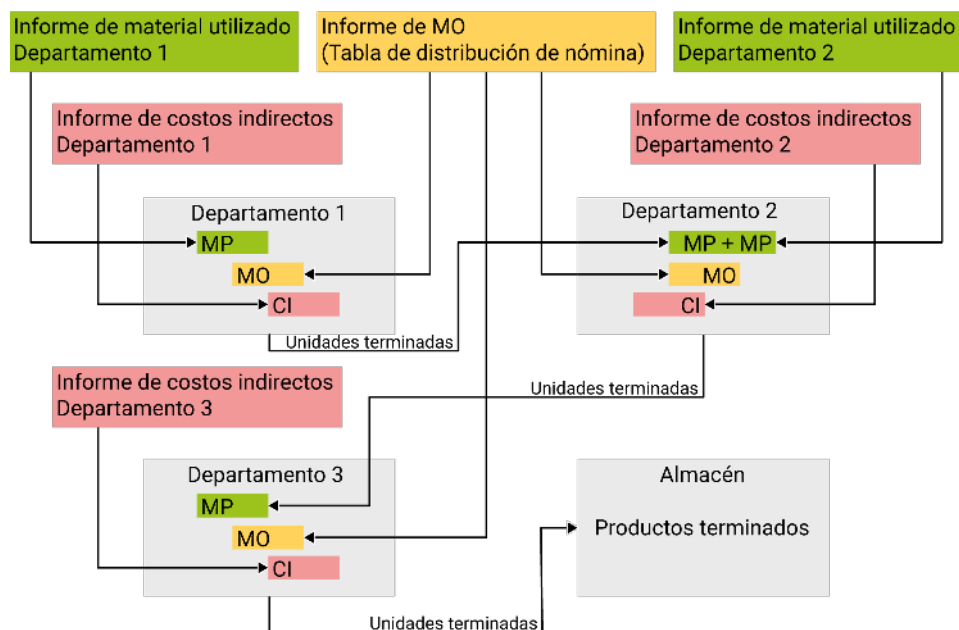 Informe de material utilizado
Departamento 1
Informe de MO
(Tabla de distribución de nómina)
Informe de material utilizado
Departamento 2
Informe de costos indirectos
Departamento 1
Informe de costos indirectos
Departamento 2
Departamento 1
MP
MO
CI
Departamento 2
MP + MP
MO
CI
Unidades terminadas
Unidades terminadas
Informe de costos indirectos
Departamento 3
Departamento 3
MP
MO
CI
Almacén
Productos terminados
Unidades terminadas